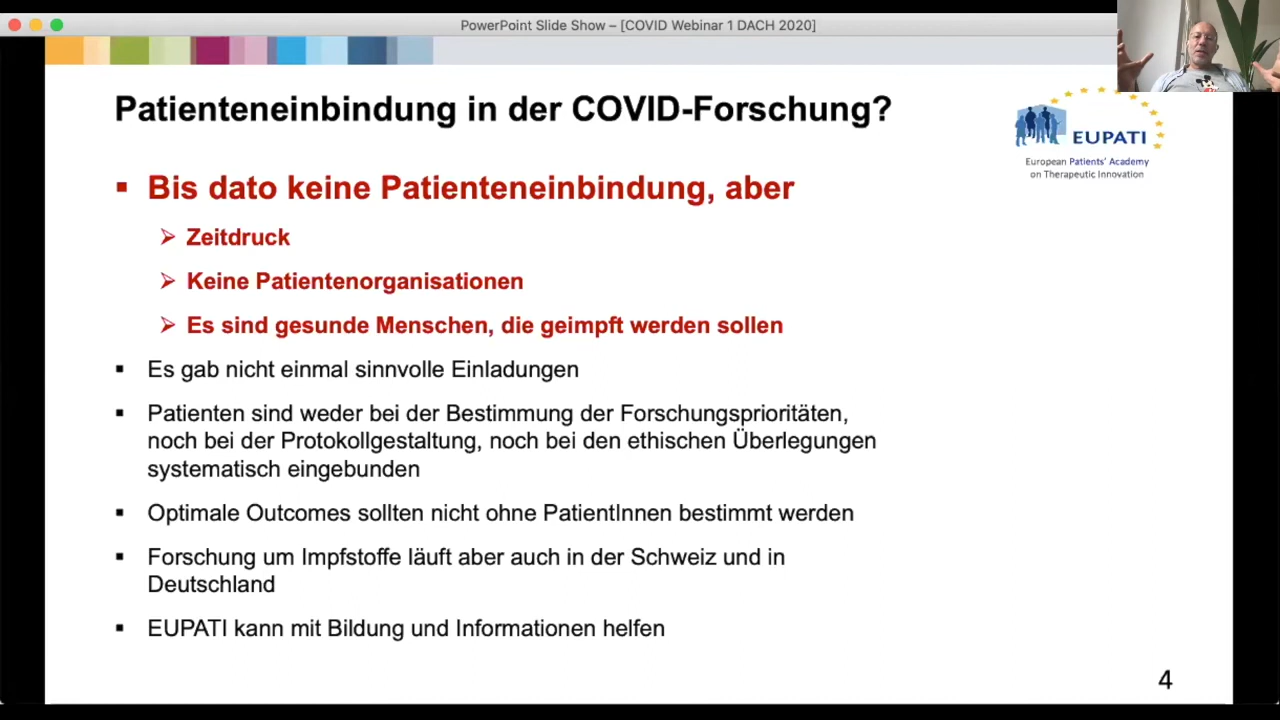 PowerPoint Slide Show – [COVID Webinar 1 DACH 2020]
Patienteneinbindung in der COVID-Forschung?
EUPATI
European Patients' Academy
on Therapeutic Innovation
▪ Bis dato keine Patienteneinbindung, aber
➢ Zeitdruck
➢ Keine Patientenorganisationen
➢ Es sind gesunde Menschen, die geimpft werden sollen
▪ Es gab nicht einmal sinnvolle Einladungen
▪ Patienten sind weder bei der Bestimmung der Forschungsprioritäten,
noch bei der Protokollgestaltung, noch bei den ethischen Überlegungen
systematisch eingebunden
▪ Optimale Outcomes sollten nicht ohne PatientInnen bestimmt werden
▪ Forschung um Impfstoffe läuft aber auch in der Schweiz und in
Deutschland
▪ EUPATI kann mit Bildung und Informationen helfen
4